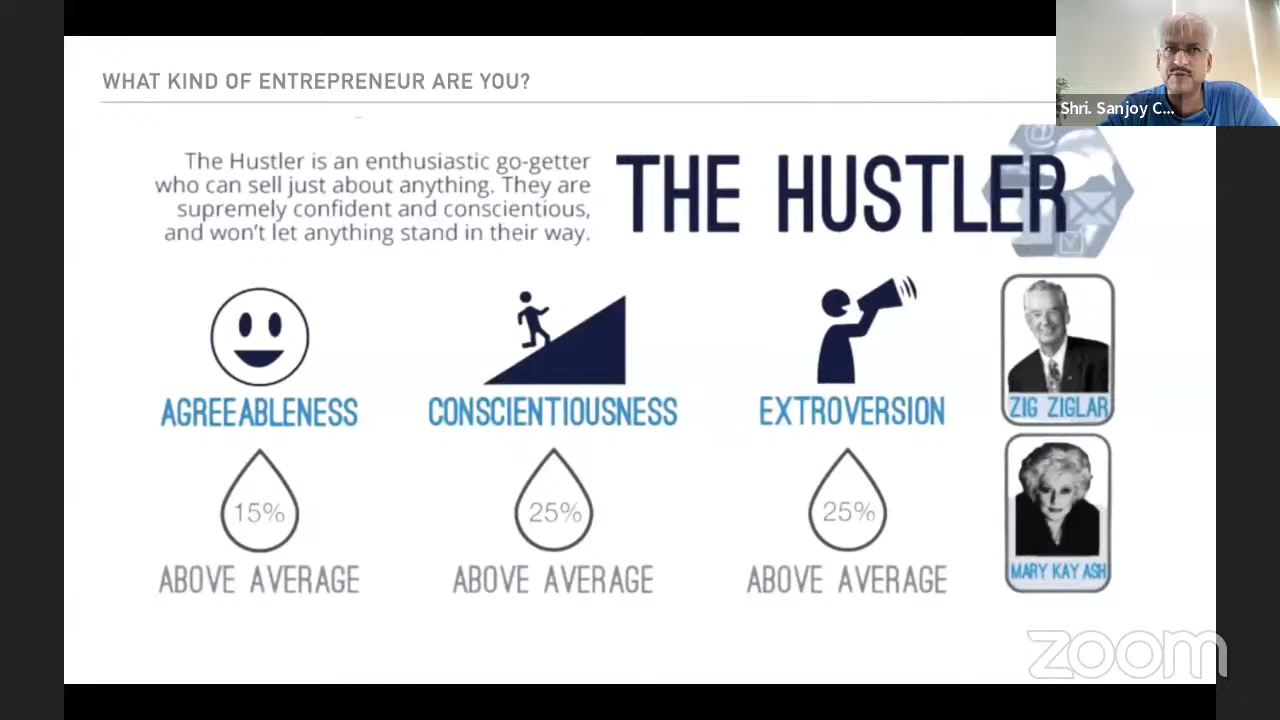 WHAT KIND OF ENTREPRENEUR ARE YOU?
Shri. Sanjoy C...
The Hustler is an enthusiastic go-getter
who can sell just about anything. They are
supremely confident and conscientious,
and won't let anything stand in their way.
THE HUSTLER
@
AGREEABLENESS
CONSCIENTIOUSNESS
EXTROVERSION
ZIG ZIGLAR
15%
25%
25%
ABOVE AVERAGE
ABOVE AVERAGE
ABOVE AVERAGE
MARY KAY ASH
zoom